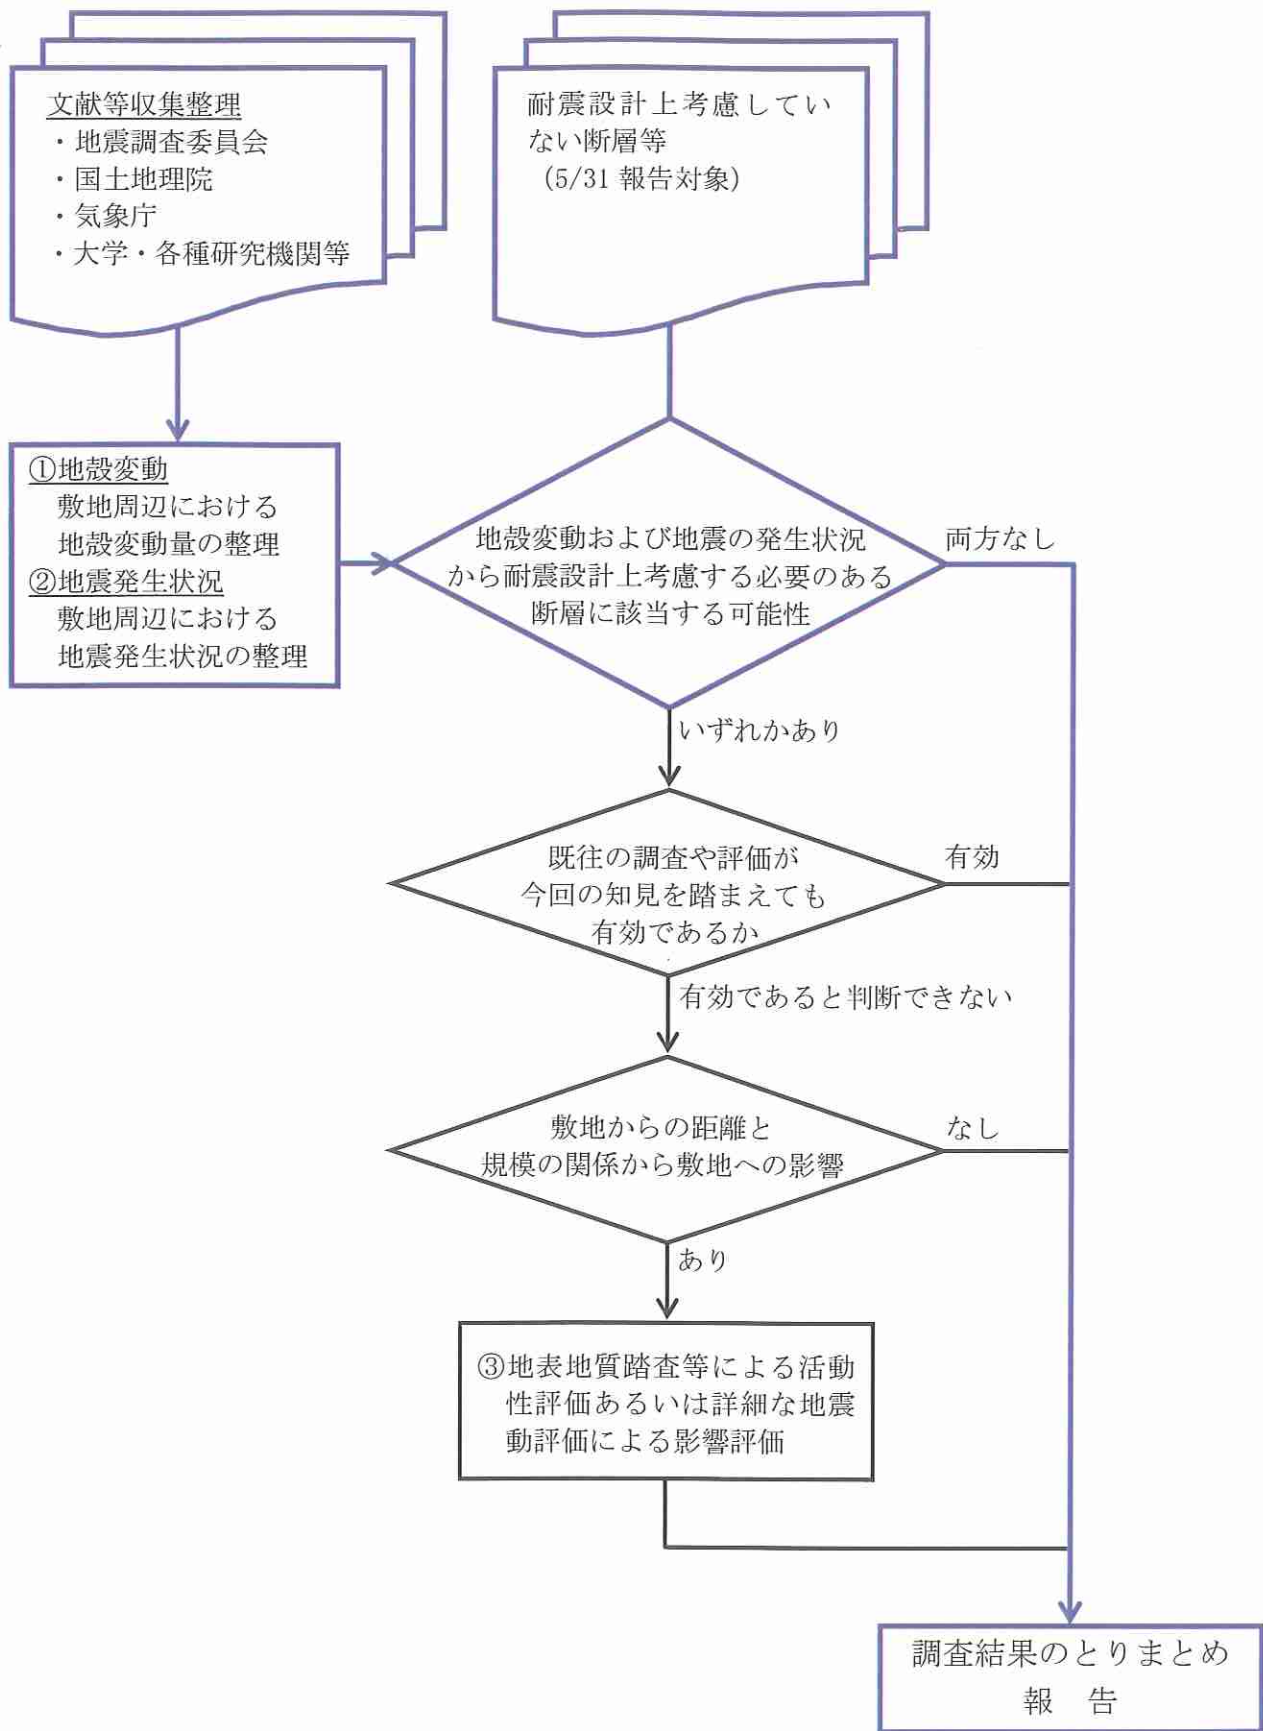 文献等収集整理
・地震調査委員会
・国土地理院
・気象庁
・大学・各種研究機関等
耐震設計上考慮してい
ない断層等
（5/31 報告対象）
①地殻変動
敷地周辺における
地殻変動量の整理
②地震発生状況
敷地周辺における
地震発生状況の整理
地殻変動および地震の発生状況
から耐震設計上考慮する必要のある
断層に該当する可能性
両方なし
いずれかあり
既往の調査や評価が
今回の知見を踏まえても
有効であるか
有効
有効であると判断できない
敷地からの距離と
規模の関係から敷地への影響
なし
あり
③地表地質踏査等による活動
性評価あるいは詳細な地震
動評価による影響評価
調査結果のとりまとめ
報　告